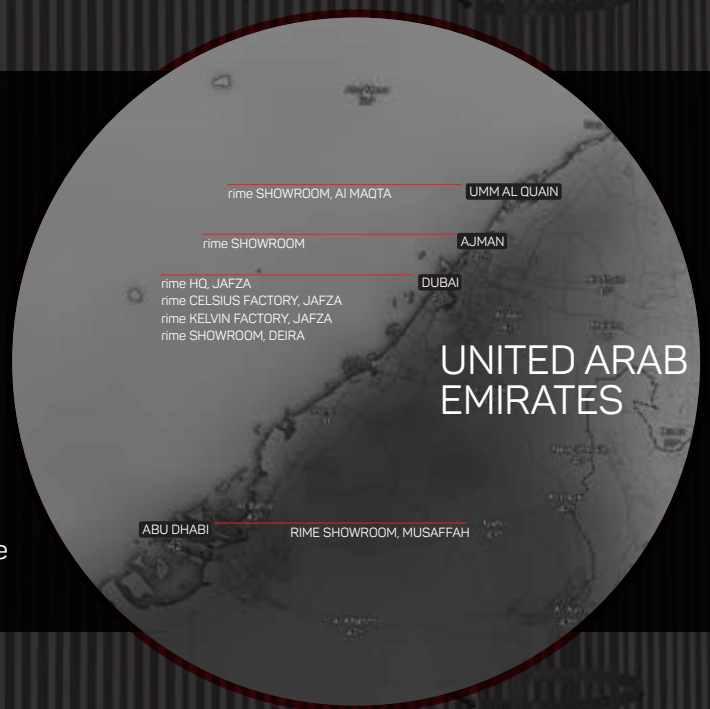 rime SHOWROOM, Al MAQTA
UMM AL QUAIN
rime SHOWROOM
AJMAN
rime HQ, JAFZA
DUBAI
rime CELSIUS FACTORY, JAFZA
rime KELVIN FACTORY, JAFZA
rime SHOWROOM, DEIRA
UNITED ARAB
EMIRATES
ABU DHABI
RIME SHOWROOM, MUSAFFAH
e